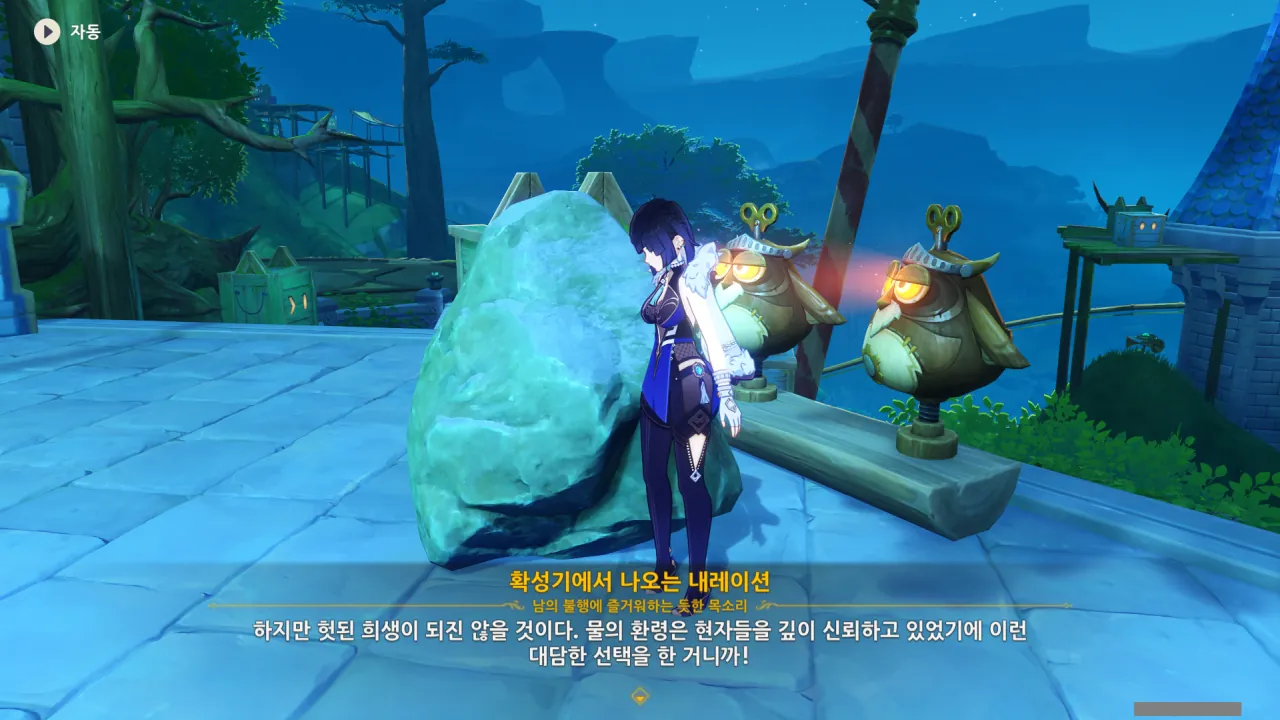 자동
확성기에서 나오는 내레이션
남의 불행에 즐거워하는 듯한 목소리
하지만 헛된 희생이 되진 않을 것이다. 물의 환령은 현자들을 깊이 신뢰하고 있었기에 이런
대담한 선택을 한 거니까!